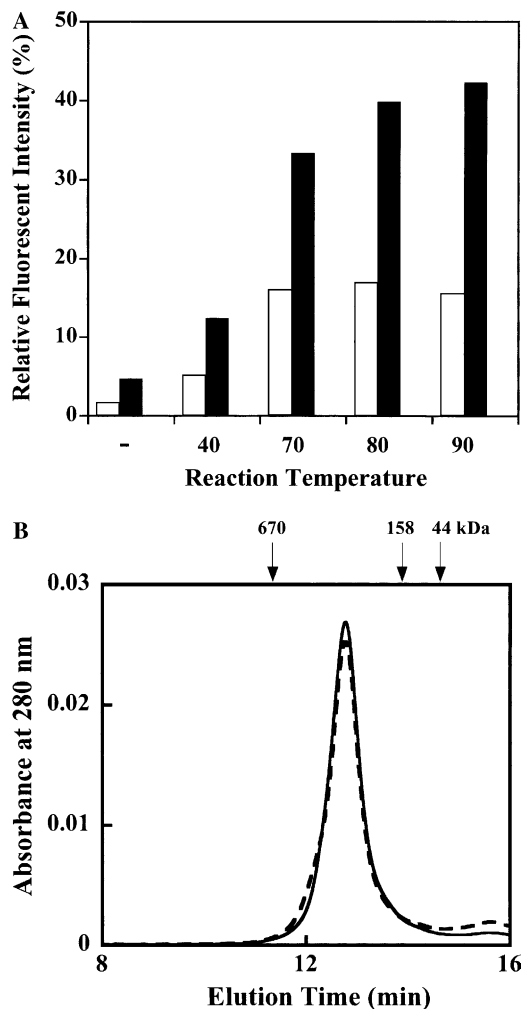 A
Relative Fluorescent Intensity (%)
50
40
30
20
10
0
- 40 70 80 90
Reaction Temperature
B
670 158 44 kDa
Absorbance at 280 nm
0.03
0.02
0.01
0
8 12 16
Elution Time (min)